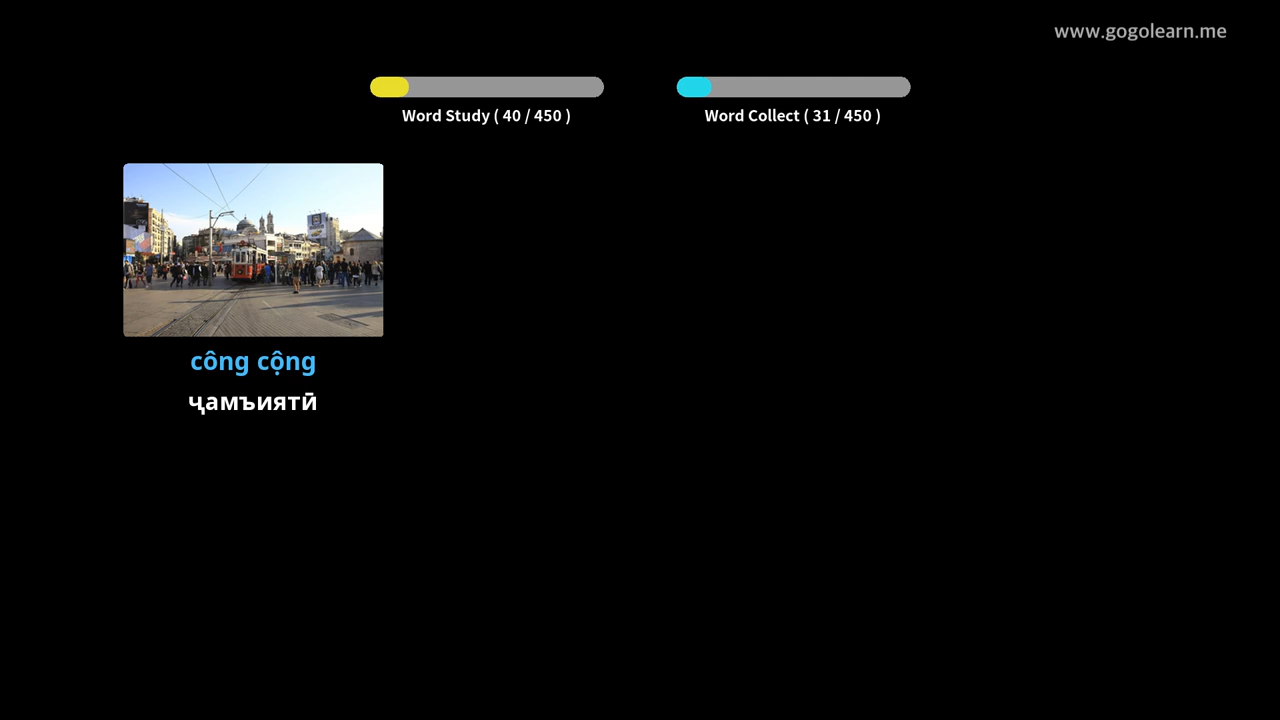 www.gogolearn.me
Word Study ( 40 / 450 )
Word Collect ( 31 / 450 )
công cộng
ҷамъиятӣ